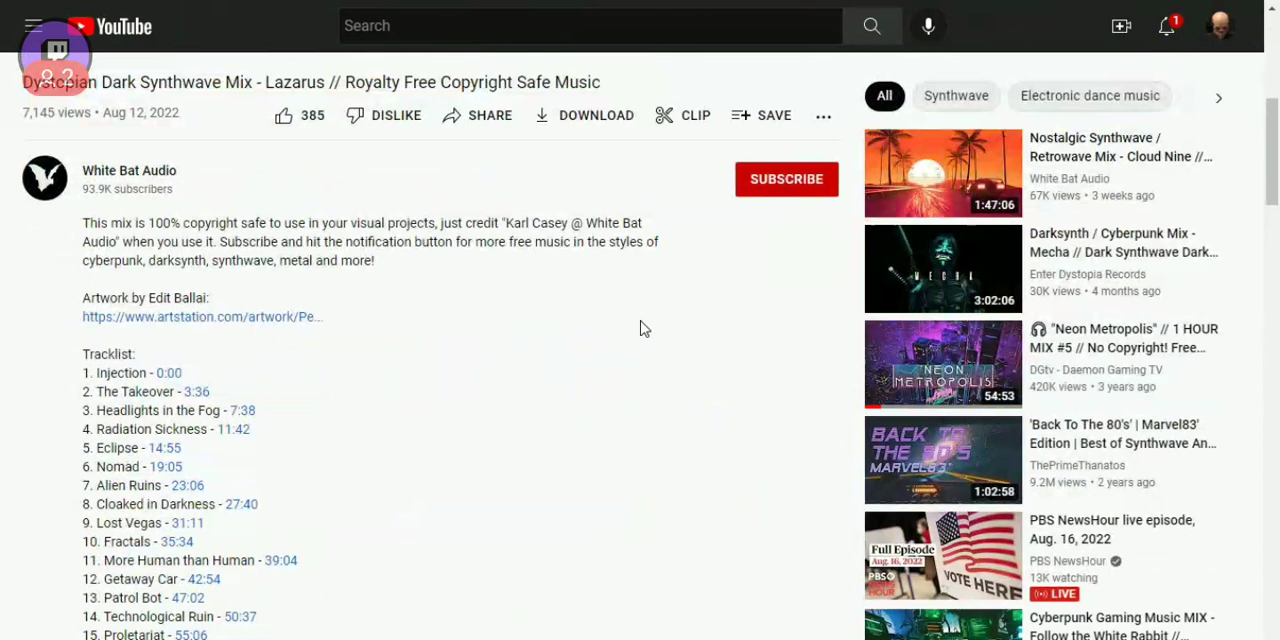 YouTube
Search
1
9.2
Dystopian Dark Synthwave Mix - Lazarus // Royalty Free Copyright Safe Music
7,145 views • Aug 12, 2022
385 DISLIKE SHARE DOWNLOAD CLIP SAVE
White Bat Audio
93.9K subscribers
SUBSCRIBE
This mix is 100% copyright safe to use in your visual projects, just credit "Karl Casey @ White Bat
Audio" when you use it. Subscribe and hit the notification button for more free music in the styles of
cyberpunk, darksynth, synthwave, metal and more!
Artwork by Edit Ballai:
https://www.artstation.com/artwork/Pe...
Tracklist:
1. Injection - 0:00
2. The Takeover - 3:36
3. Headlights in the Fog - 7:38
4. Radiation Sickness - 11:42
5. Eclipse - 14:55
6. Nomad - 19:05
7. Alien Ruins - 23:06
8. Cloaked in Darkness - 27:40
9. Lost Vegas - 31:11
10. Fractals - 35:34
11. More Human than Human - 39:04
12. Getaway Car - 42:54
13. Patrol Bot - 47:02
14. Technological Ruin - 50:37
15. Proletariat - 55:06
All Synthwave Electronic dance music
1:47:06
Nostalgic Synthwave /
Retrowave Mix - Cloud Nine //...
White Bat Audio
67K views • 3 weeks ago
MECHA
3:02:06
Darksynth / Cyberpunk Mix -
Mecha // Dark Synthwave Dark...
Enter Dystopia Records
30K views • 4 months ago
NEON
METROPOLIS
54:53
"Neon Metropolis" // 1 HOUR
MIX #5 // No Copyright! Free...
DGtv - Daemon Gaming TV
420K views • 3 years ago
BACK TO
THE 80'S
MARVEL83'
1:02:58
'Back To The 80's' | Marvel83'
Edition | Best of Synthwave An...
ThePrimeThanatos
9.2M views • 2 years ago
Full Episode
Aug. 16, 2022
PBS
NEWS
HOUR
VOTE HERE
PBS NewsHour live episode,
Aug. 16, 2022
PBS NewsHour
13K watching
LIVE
Cyberpunk Gaming Music MIX -
Follow the White Rabbit //...